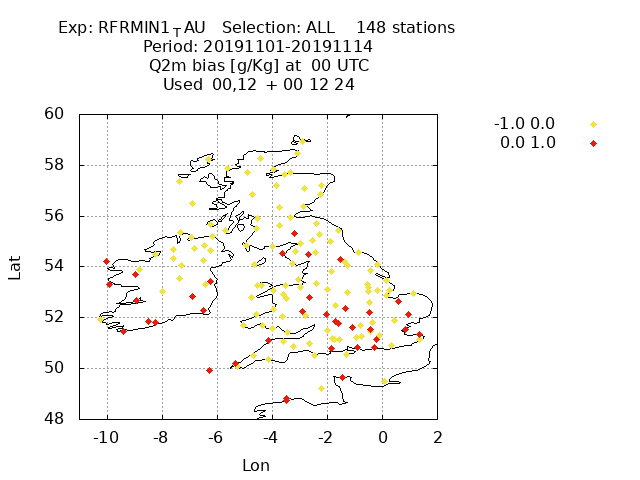 Exp: RFRMIN1TAU Selection: ALL 148 stations
Period: 20191101-20191114
Q2m bias [g/Kg] at 00 UTC
Used 00,12 + 00 12 24
-1.0 0.0
0.0 1.0
60
58
56
54
52
50
48
Lat
-10 -8 -6 -4 -2 0 2
Lon